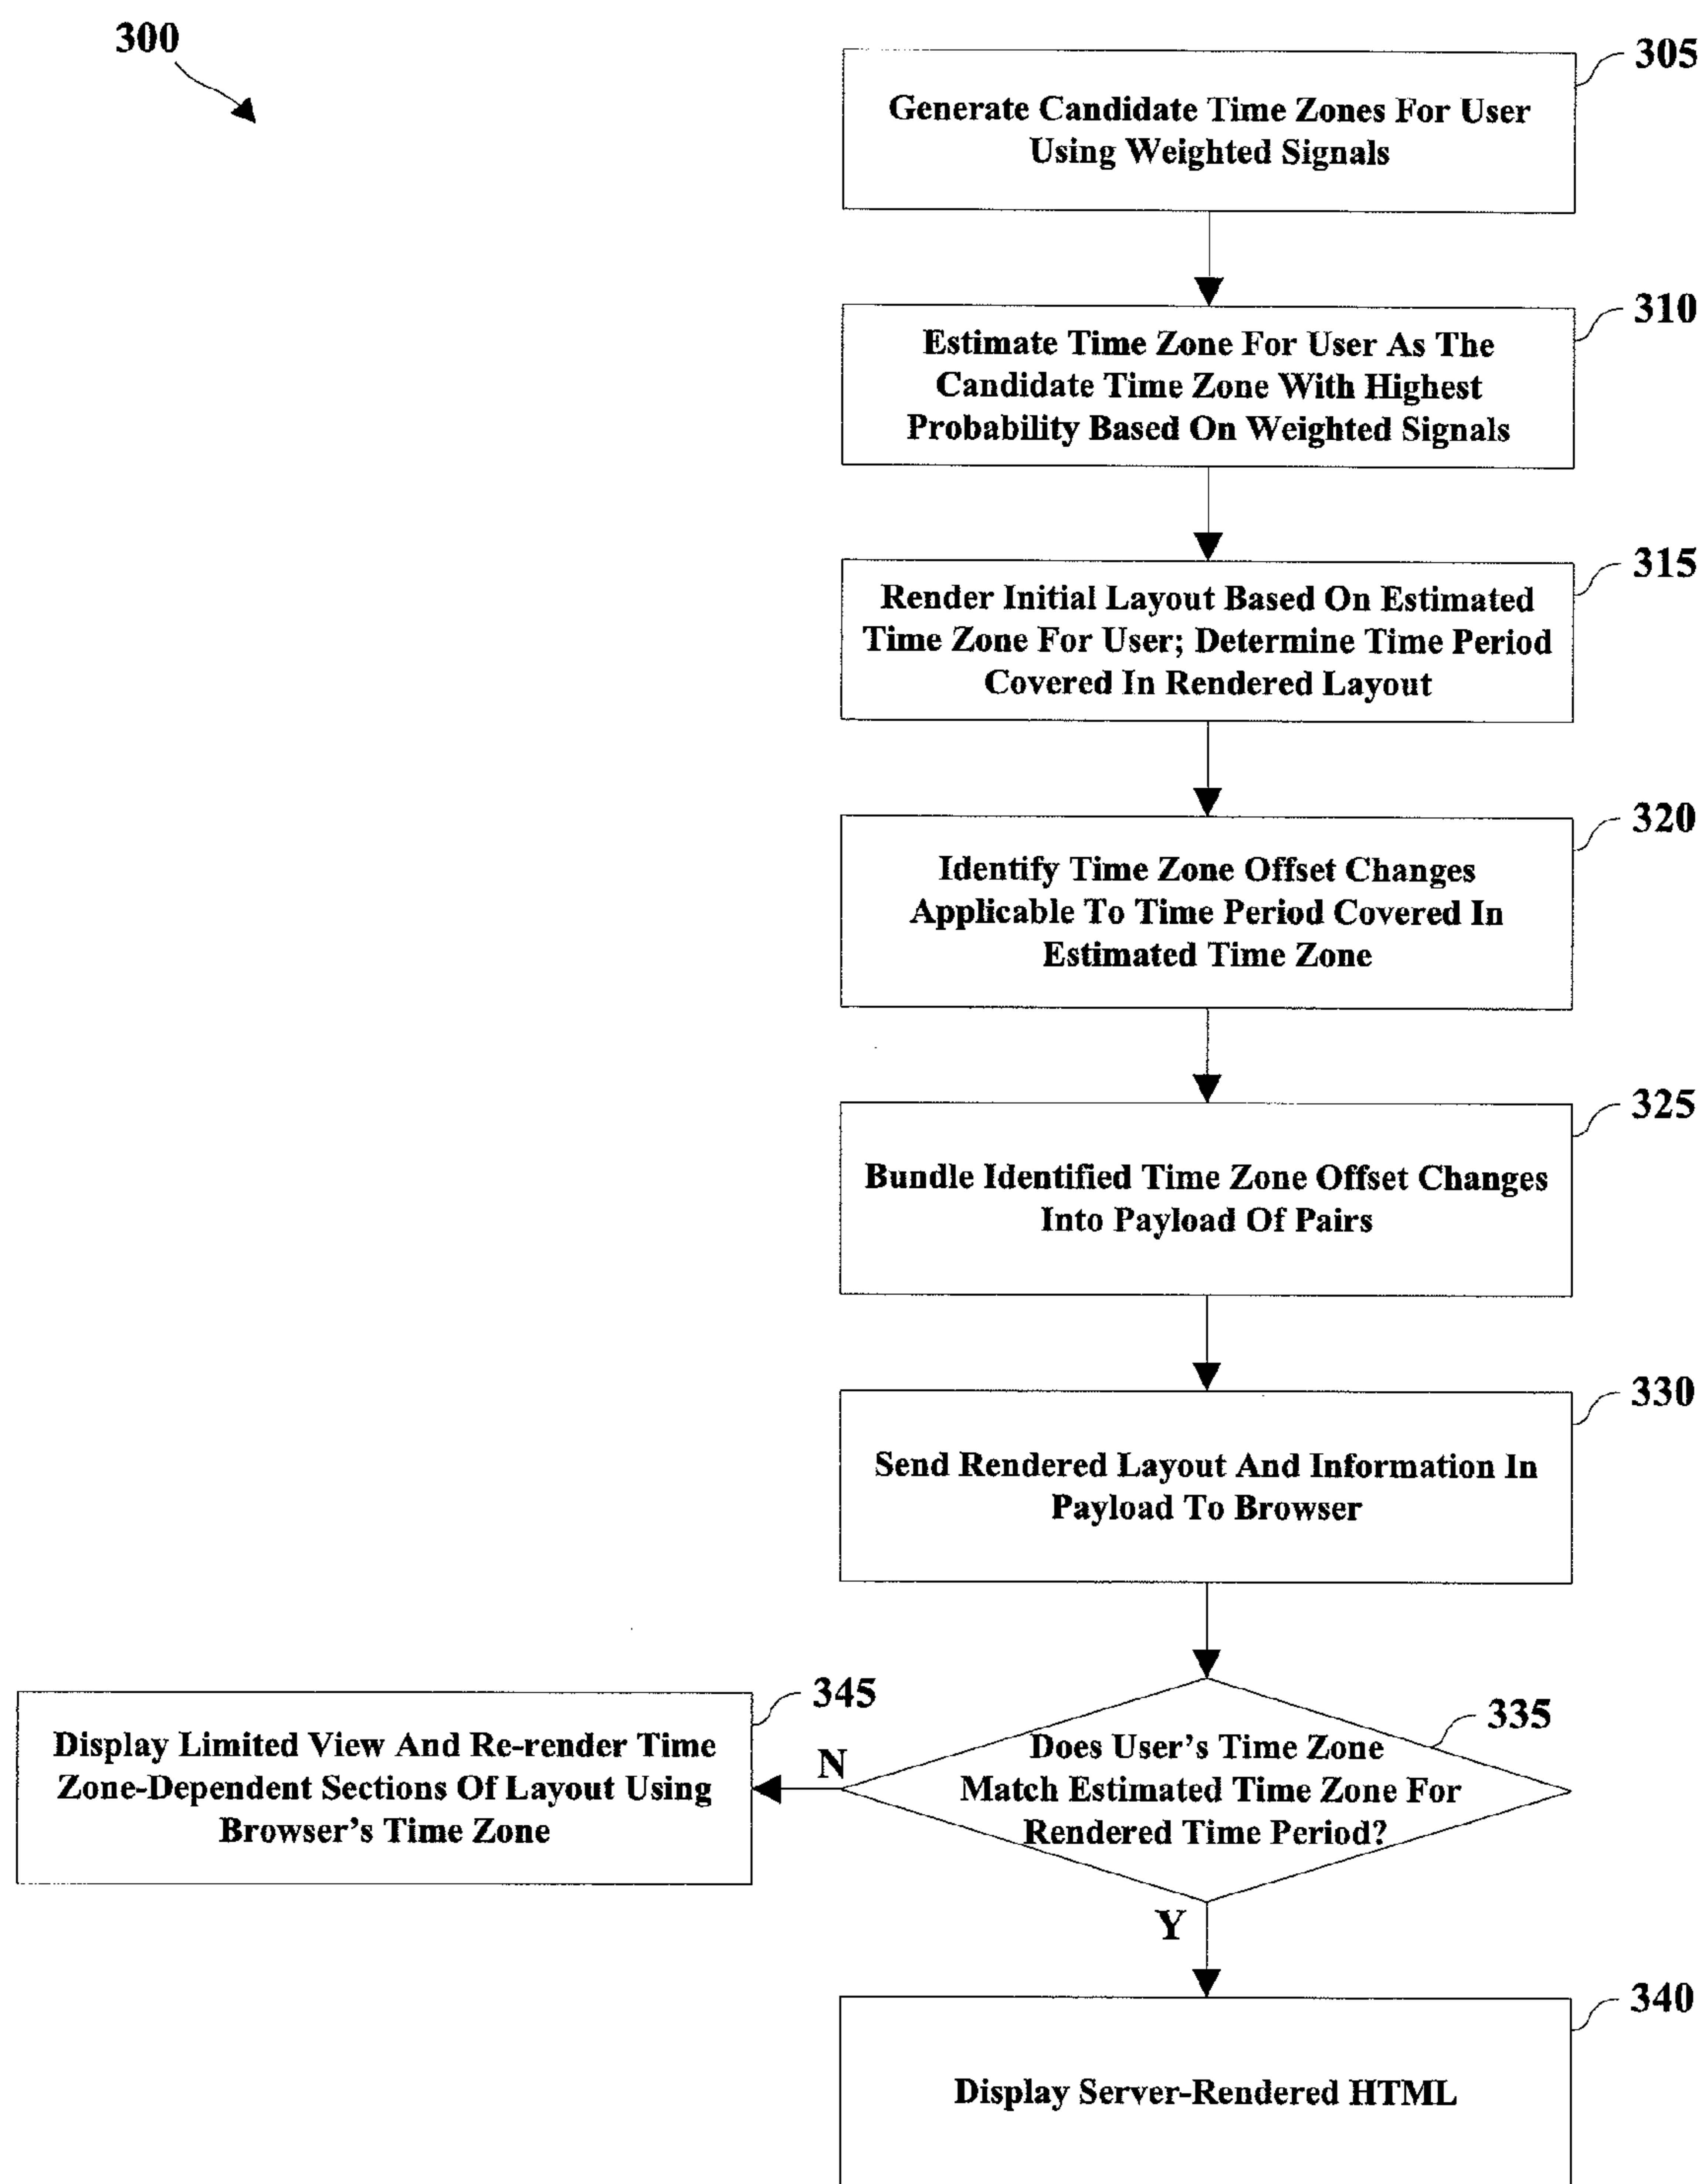 300
305
Generate Candidate Time Zones For User
Using Weighted Signals
310
Estimate Time Zone For User As The
Candidate Time Zone With Highest
Probability Based On Weighted Signals
315
Render Initial Layout Based On Estimated
Time Zone For User; Determine Time Period
Covered In Rendered Layout
320
Identify Time Zone Offset Changes
Applicable To Time Period Covered In
Estimated Time Zone
325
Bundle Identified Time Zone Offset Changes
Into Payload Of Pairs
330
Send Rendered Layout And Information In
Payload To Browser
335
Does User's Time Zone
Match Estimated Time Zone For
Rendered Time Period?
N
345
Display Limited View And Re-render Time
Zone-Dependent Sections Of Layout Using
Browser's Time Zone
Y
340
Display Server-Rendered HTML